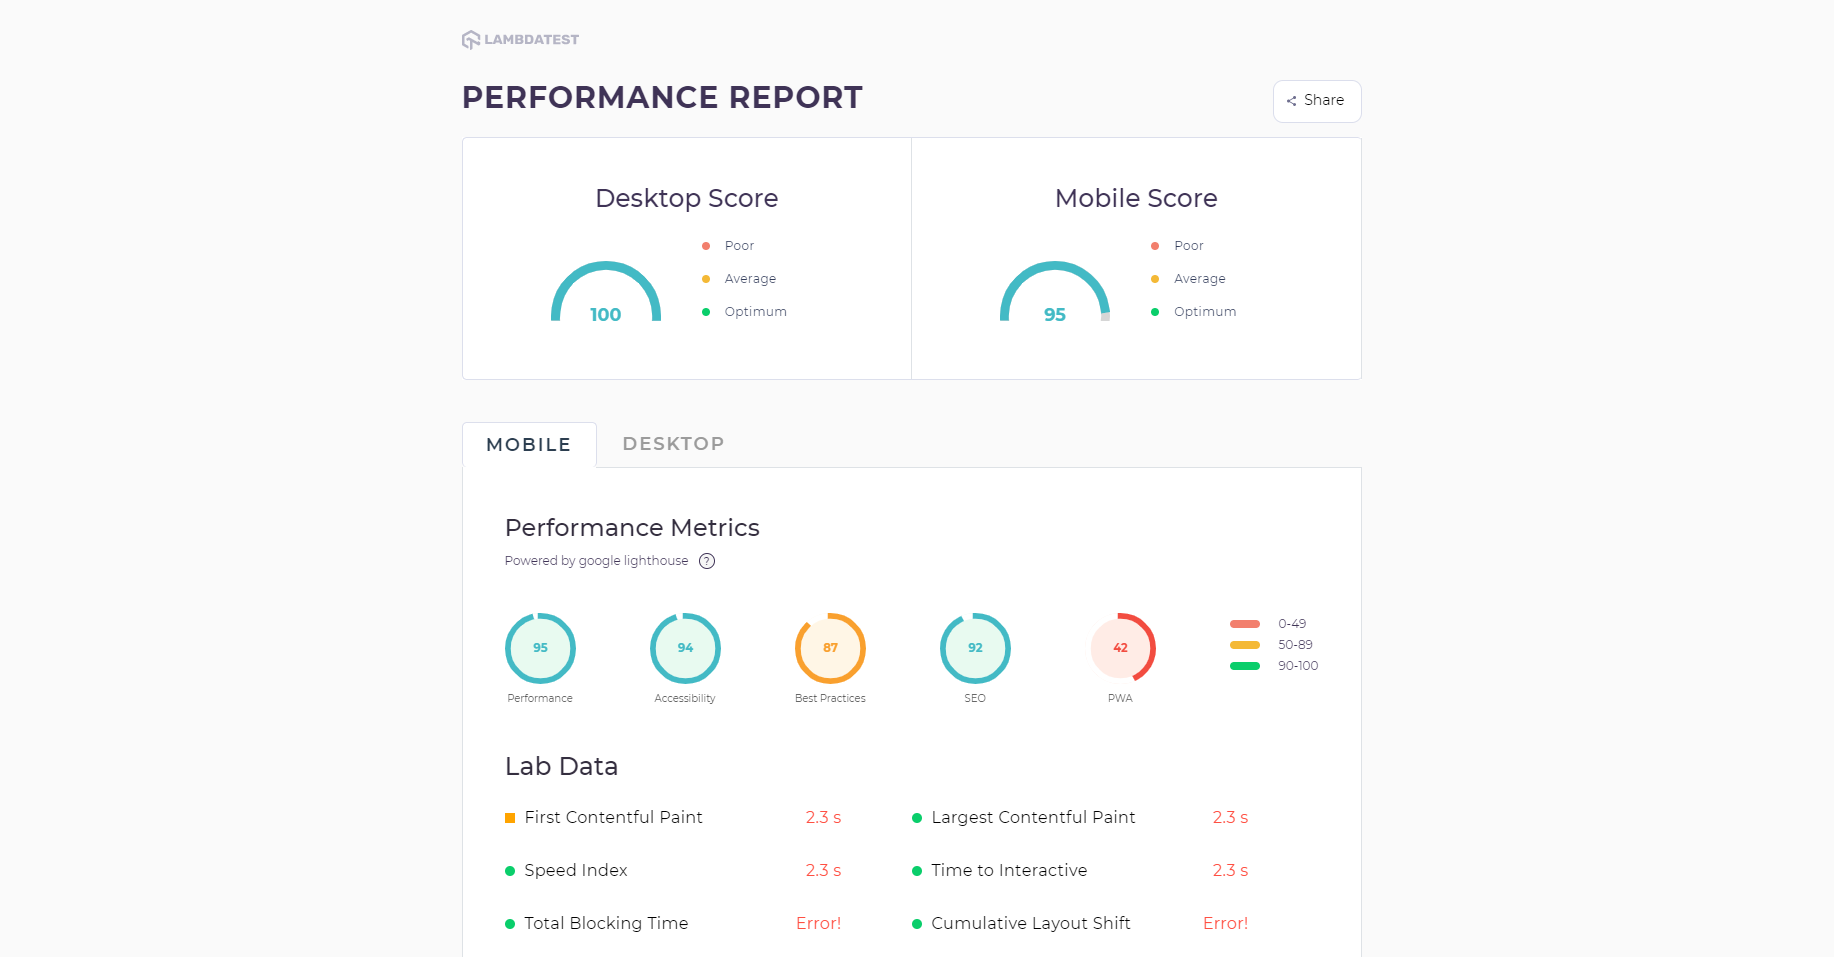 LAMBDATEST
PERFORMANCE REPORT
Share
Desktop Score
Poor
Average
Optimum
100
Mobile Score
Poor
Average
Optimum
95
MOBILE
DESKTOP
Performance Metrics
Powered by google lighthouse ?
95
Performance
94
Accessibility
87
Best Practices
92
SEO
42
PWA
0-49
50-89
90-100
Lab Data
First Contentful Paint 2.3 s
Largest Contentful Paint 2.3 s
Speed Index 2.3 s
Time to Interactive 2.3 s
Total Blocking Time Error!
Cumulative Layout Shift Error!